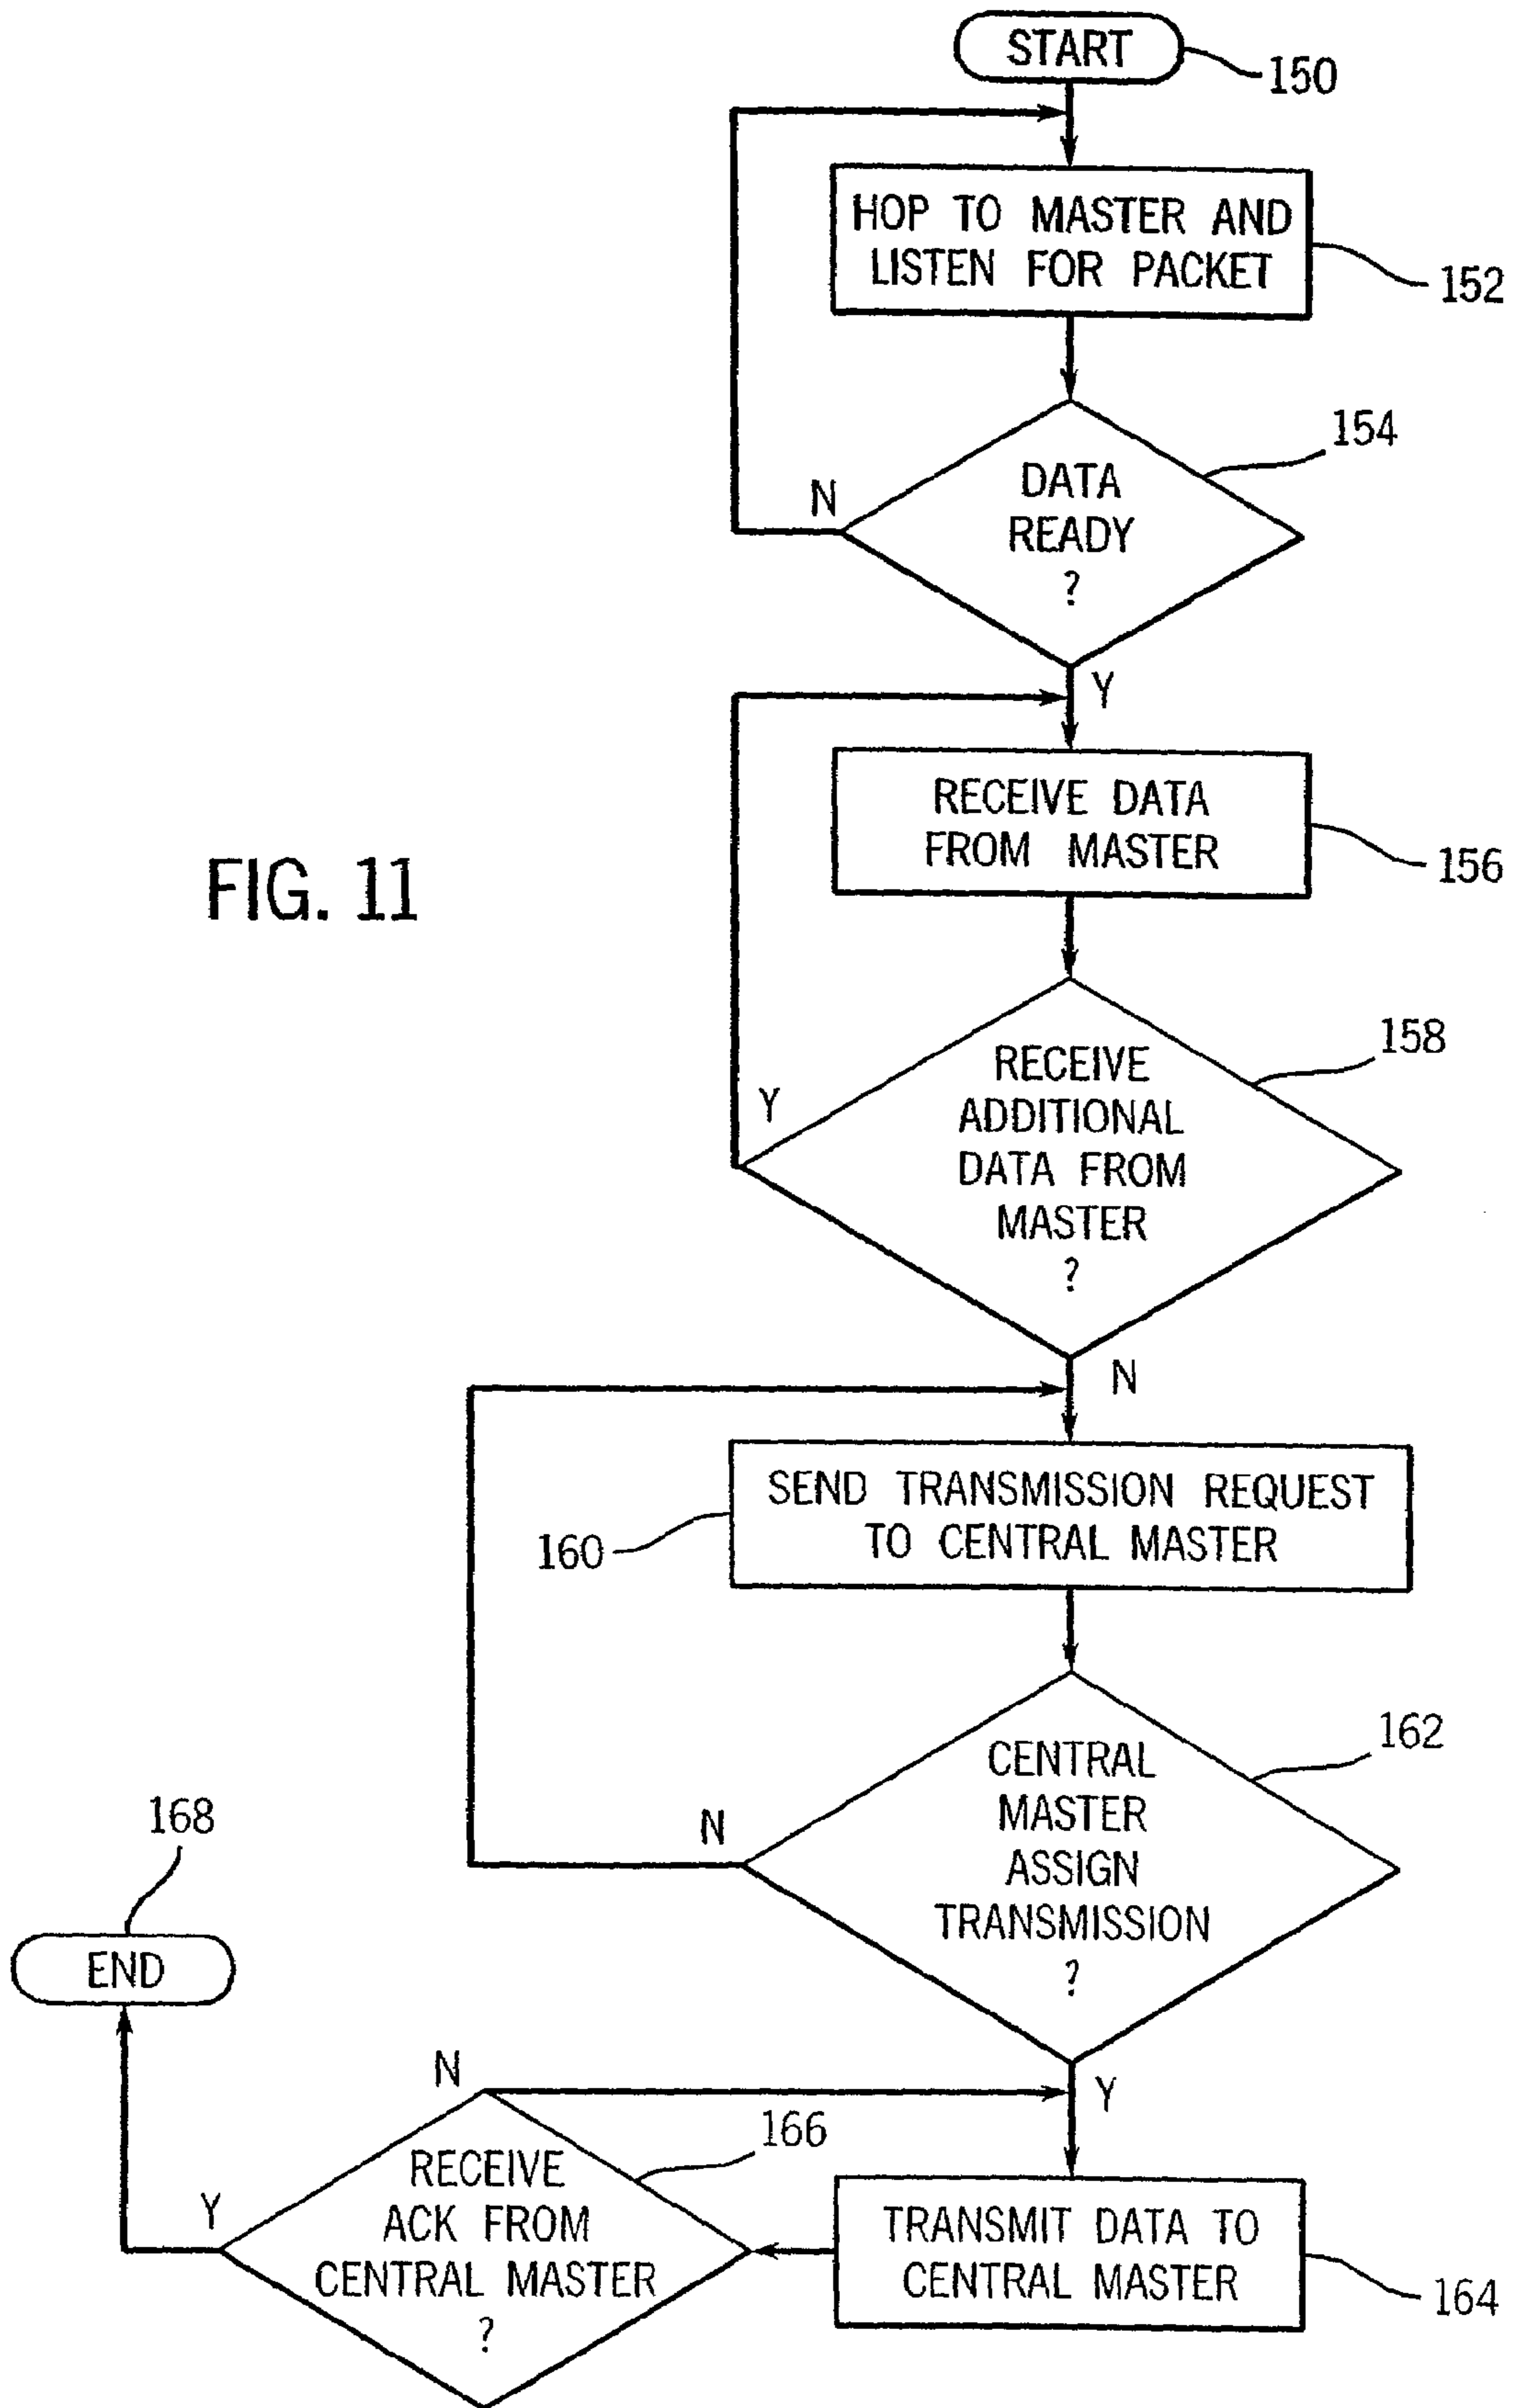 START
150
HOP TO MASTER AND
LISTEN FOR PACKET
152
154
DATA
READY
?
N
Y
RECEIVE DATA
FROM MASTER
156
FIG. 11
158
RECEIVE
ADDITIONAL
DATA FROM
MASTER
?
Y
N
SEND TRANSMISSION REQUEST
TO CENTRAL MASTER
160
162
CENTRAL
MASTER
ASSIGN
TRANSMISSION
?
N
Y
168
END
N
166
RECEIVE
ACK FROM
CENTRAL MASTER
?
Y
TRANSMIT DATA TO
CENTRAL MASTER
164